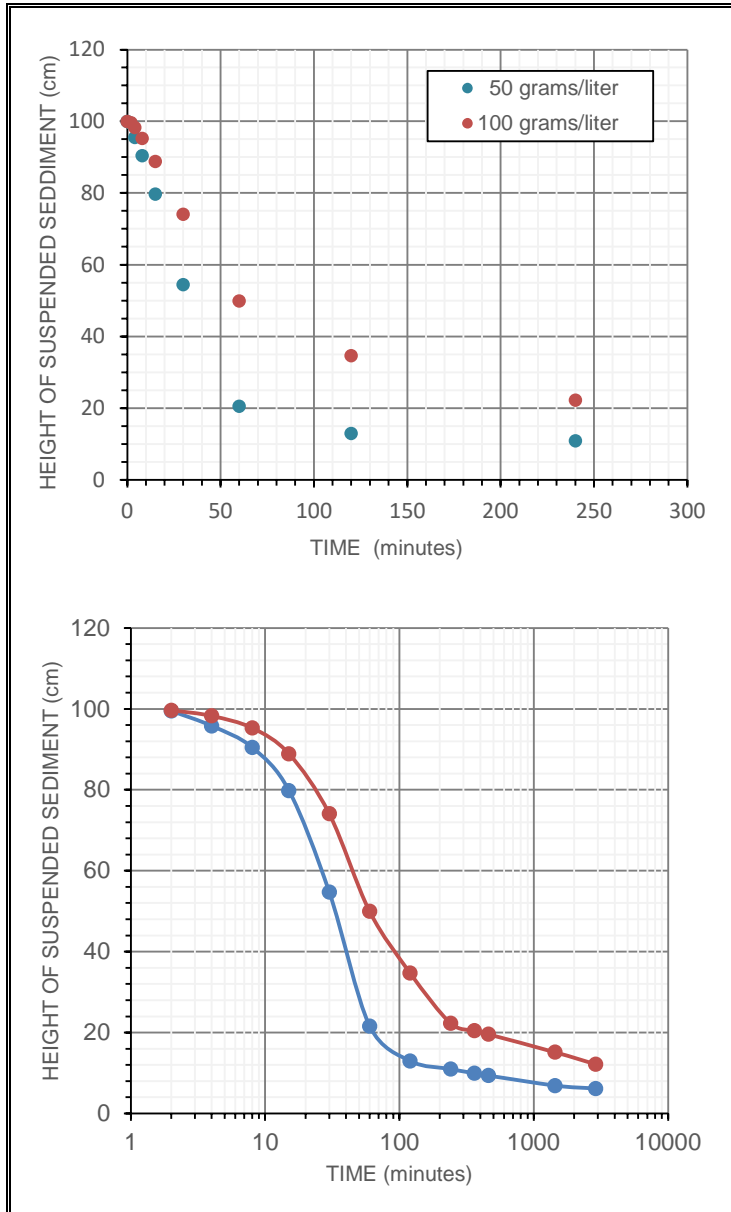 120
100
80
60
40
20
0
HEIGHT OF SUSPENDED SEDDIMENT (cm)
50 grams/liter
100 grams/liter
0 50 100 150 200 250 300
TIME (minutes)
120
100
80
60
40
20
0
HEIGHT OF SUSPENDED SEDIMENT (cm)
1 10 100 1000 10000
TIME (minutes)